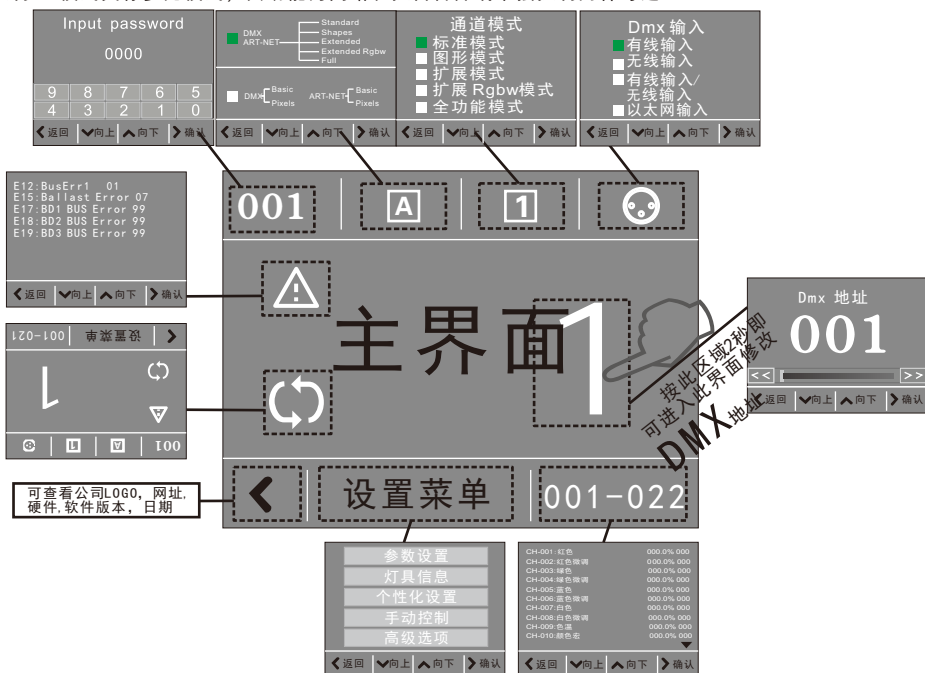 Input password
0000
9 8 7 6 5
4 3 2 1 0
返回 向上 向下 确认
DMX
ART-NET
Standard
Shapes
Extended
Extended Rgbw
Full
DMX
Basic
Pixels
ART-NET
Basic
Pixels
返回 向上 向下 确认
通道模式
标准模式
图形模式
扩展模式
扩展 Rgbw模式
全功能模式
返回 向上 向下 确认
Dmx 输入
有线输入
无线输入
有线输入/
无线输入
以太网输入
返回 向上 向下 确认
E12:BusErr1 01
E15:Ballast Error 07
E17:BD1 BUS Error 99
E18:BD2 BUS Error 99
E19:BD3 BUS Error 99
返回 向上 向下 确认
001 A 1
主界面
1
设置菜单 001-022
按此区域2秒即
可进入此界面修改
DMX地址
Dmx 地址
001
<< >>
返回 向上 向下 确认
001-021 设置菜单
1
001 A 1
可查看公司LOGO, 网址,
硬件,软件版本, 日期
参数设置
灯具信息
个性化设置
手动控制
高级选项
返回 向上 向下 确认
CH-001:红色 000.0% 000
CH-002:红色微调 000.0% 000
CH-003:绿色 000.0% 000
CH-004:绿色微调 000.0% 000
CH-005:蓝色 000.0% 000
CH-006:蓝色微调 000.0% 000
CH-007:白色 000.0% 000
CH-008:白色微调 000.0% 000
CH-009:色温 000.0% 000
CH-010:颜色宏 000.0% 000
返回 向上 向下 确认